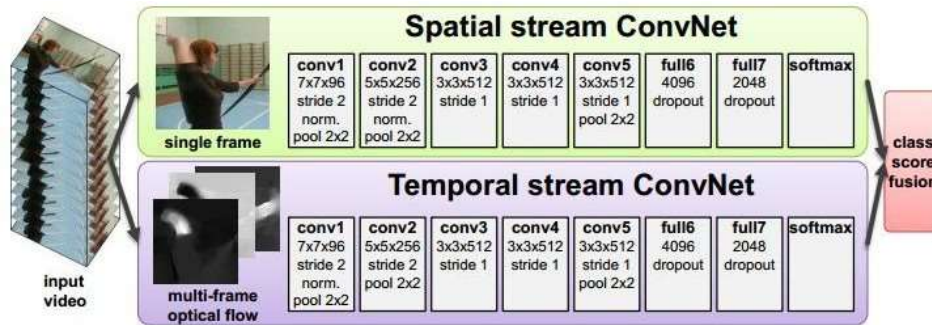 Spatial stream ConvNet
single frame
conv1
7x7x96
stride 2
norm.
pool 2x2
conv2
5x5x256
stride 2
norm.
pool 2x2
conv3
3x3x512
stride 1
conv4
3x3x512
stride 1
conv5
3x3x512
stride 1
pool 2x2
full6
4096
dropout
full7
2048
dropout
softmax
Temporal stream ConvNet
input
video
multi-frame
optical flow
conv1
7x7x96
stride 2
norm.
pool 2x2
conv2
5x5x256
stride 2
pool 2x2
conv3
3x3x512
stride 1
conv4
3x3x512
stride 1
conv5
3x3x512
stride 1
pool 2x2
full6
4096
dropout
full7
2048
dropout
softmax
class
score
fusion